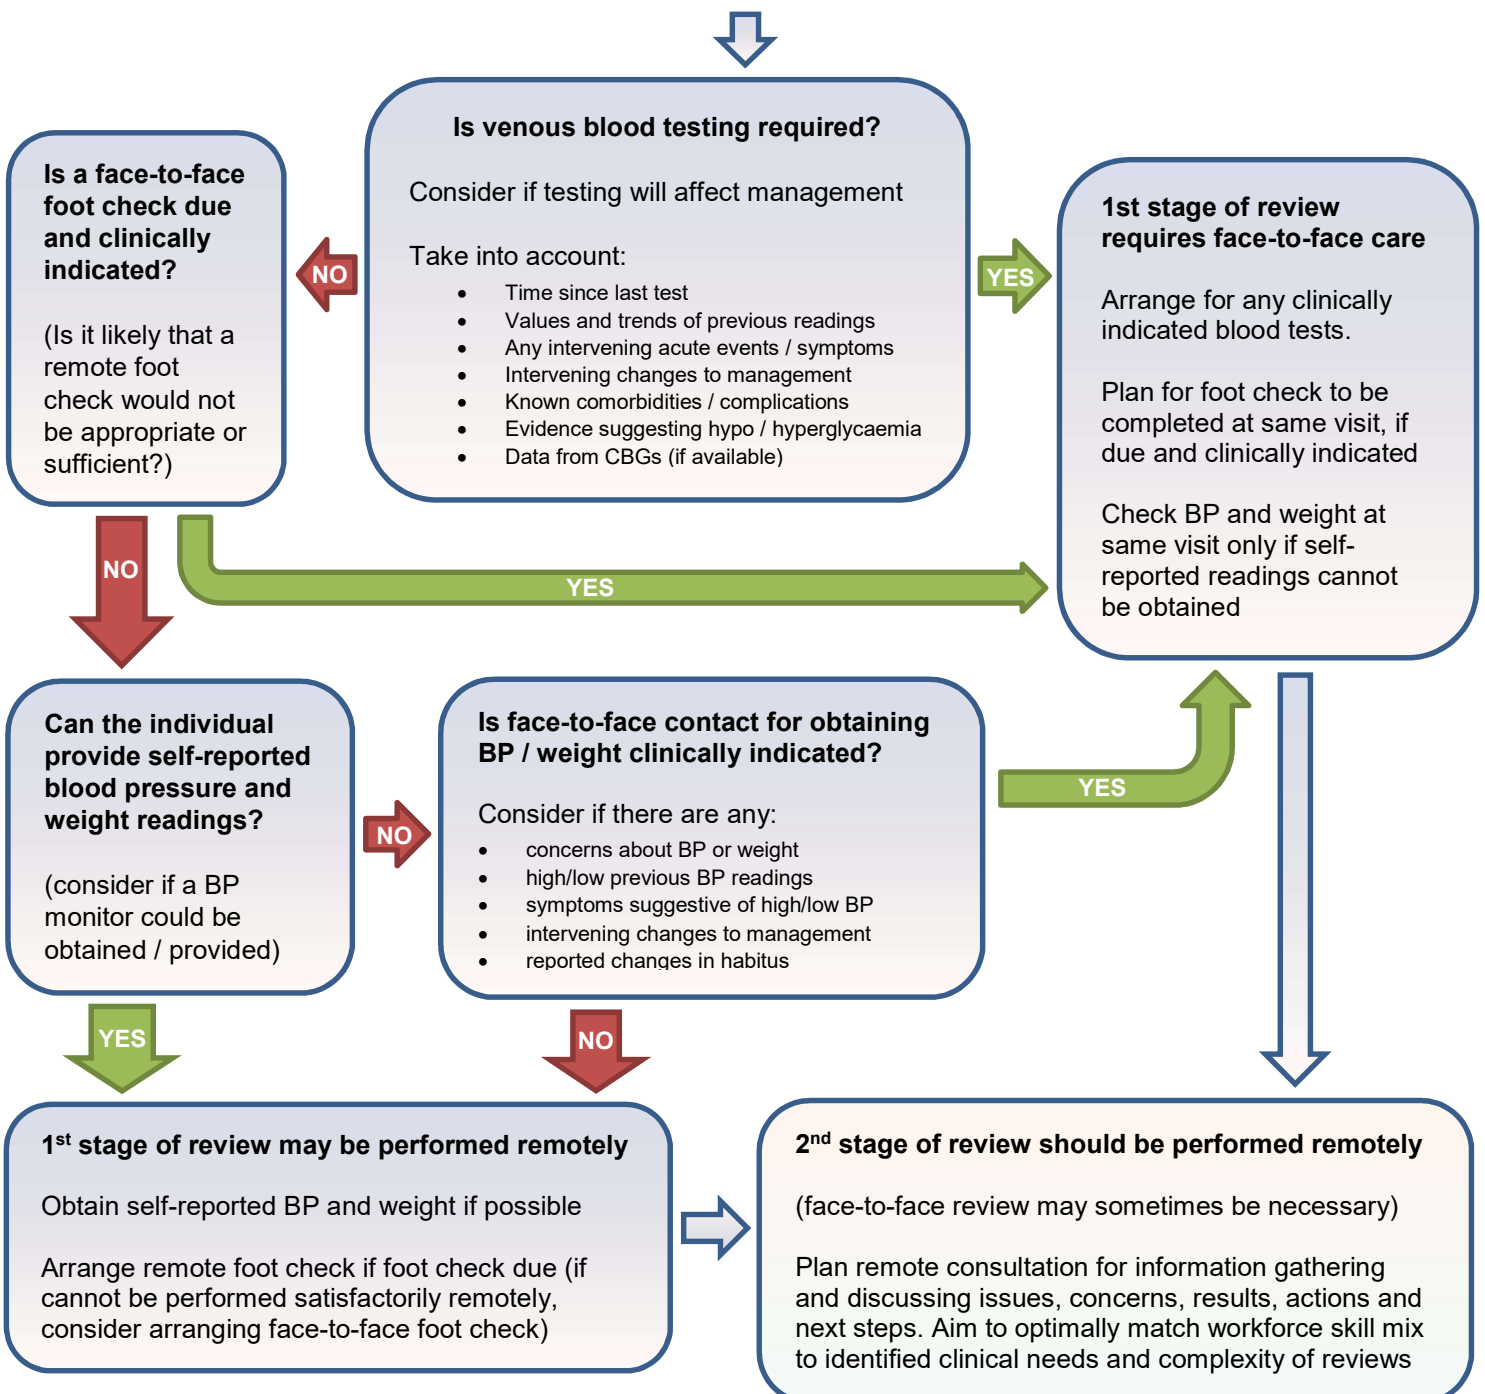 Is venous blood testing required?
Consider if testing will affect management
Take into account:
• Time since last test
• Values and trends of previous readings
• Any intervening acute events / symptoms
• Intervening changes to management
• Known comorbidities / complications
• Evidence suggesting hypo / hyperglycaemia
• Data from CBGs (if available)
NO
YES
Is a face-to-face
foot check due
and clinically
indicated?
(Is it likely that a
remote foot
check would not
be appropriate or
sufficient?)
1st stage of review
requires face-to-face care
Arrange for any clinically
indicated blood tests.
Plan for foot check to be
completed at same visit, if
due and clinically indicated
Check BP and weight at
same visit only if self-
reported readings cannot
be obtained
NO
YES
Can the individual
provide self-reported
blood pressure and
weight readings?
(consider if a BP
monitor could be
obtained / provided)
NO
Is face-to-face contact for obtaining
BP / weight clinically indicated?
Consider if there are any:
• concerns about BP or weight
• high/low previous BP readings
• symptoms suggestive of high/low BP
• intervening changes to management
• reported changes in habitus
YES
YES
NO
1st stage of review may be performed remotely
Obtain self-reported BP and weight if possible
Arrange remote foot check if foot check due (if
cannot be performed satisfactorily remotely,
consider arranging face-to-face foot check)
2nd stage of review should be performed remotely
(face-to-face review may sometimes be necessary)
Plan remote consultation for information gathering
and discussing issues, concerns, results, actions and
next steps. Aim to optimally match workforce skill mix
to identified clinical needs and complexity of reviews